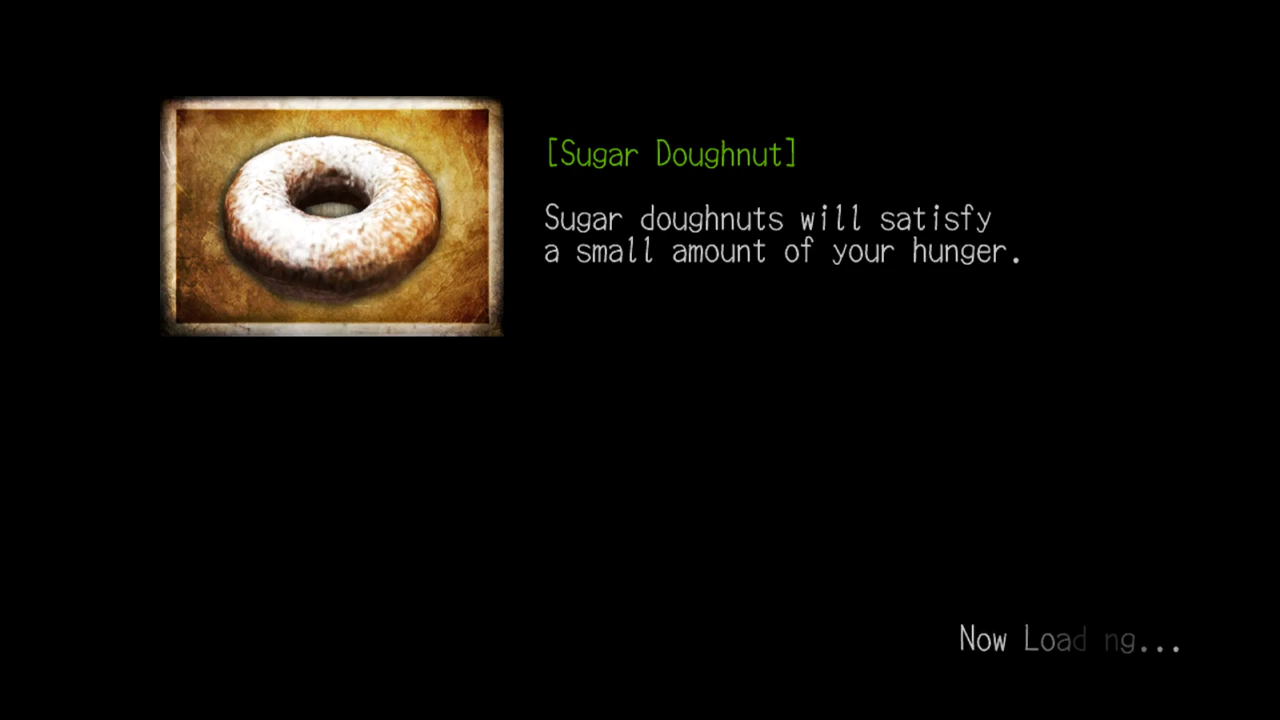 [Sugar Doughnut]
Sugar doughnuts will satisfy
a small amount of your hunger.
Now Load ng...